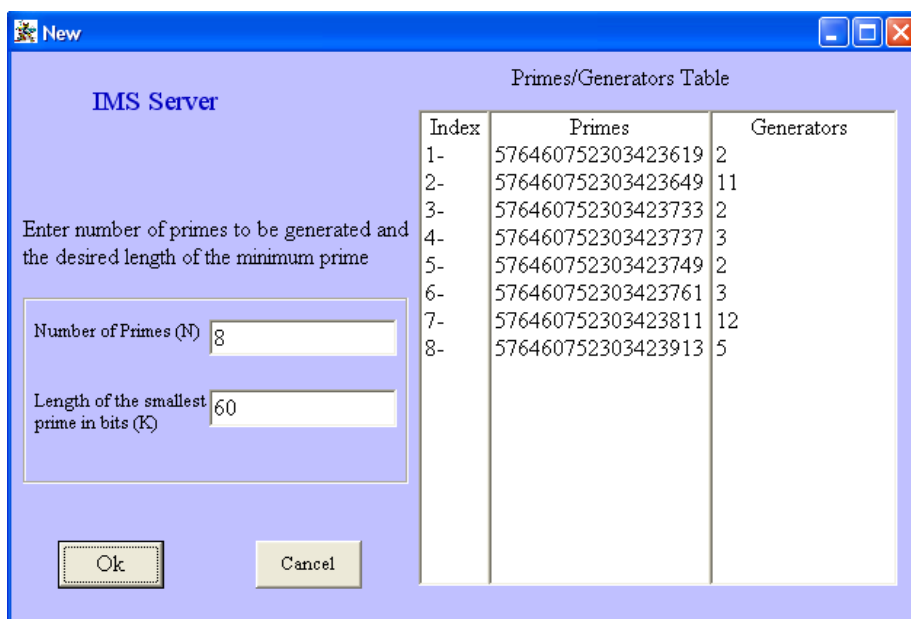 New
IMS Server
Enter number of primes to be generated and
the desired length of the minimum prime
Number of Primes (N) 8
Length of the smallest
prime in bits (K) 60
Ok Cancel
Primes/Generators Table
Index Primes Generators
1- 576460752303423619 2
2- 576460752303423649 11
3- 576460752303423733 2
4- 576460752303423737 3
5- 576460752303423749 2
6- 576460752303423761 3
7- 576460752303423811 12
8- 576460752303423913 5